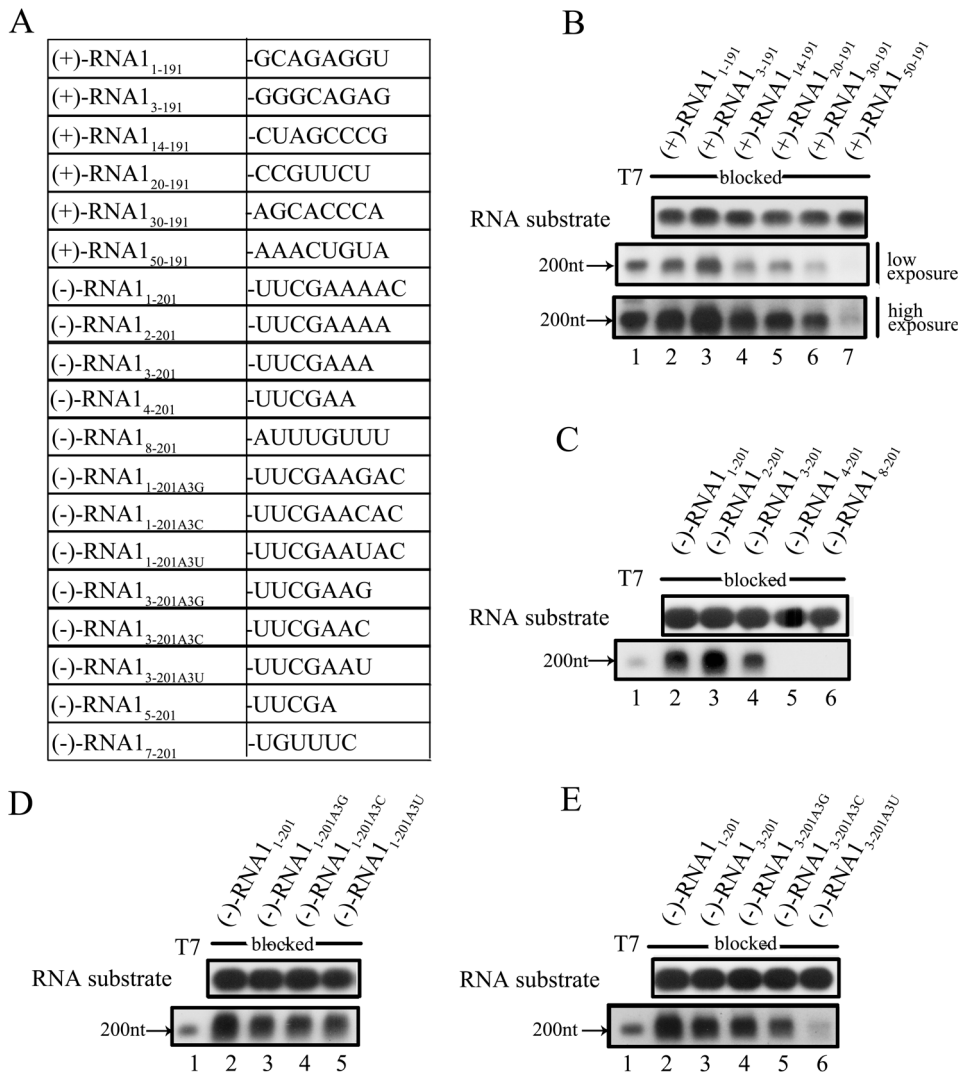 A
(+)-RNA1 1-191 -GCAGAGGU
(+)-RNA1 3-191 -GGGCAGAG
(+)-RNA1 14-191 -CUAGCCCG
(+)-RNA1 20-191 -CCGUUCU
(+)-RNA1 30-191 -AGCACCCA
(+)-RNA1 50-191 -AAACUGUA
(-)-RNA1 1-201 -UUCGAAAAC
(-)-RNA1 2-201 -UUCGAAAA
(-)-RNA1 3-201 -UUCGAAA
(-)-RNA1 4-201 -UUCGAA
(-)-RNA1 8-201 -AUUUGUUU
(-)-RNA1 1-201A3G -UUCGAAGAC
(-)-RNA1 1-201A3C -UUCGAACAC
(-)-RNA1 1-201A3U -UUCGAAUAC
(-)-RNA1 3-201A3G -UUCGAAG
(-)-RNA1 3-201A3C -UUCGAAC
(-)-RNA1 3-201A3U -UUCGAAU
(-)-RNA1 5-201 -UUCGA
(-)-RNA1 7-201 -UGUUUC
B
(+)-RNA1 1-191
(+)-RNA1 3-191
(+)-RNA1 14-191
(+)-RNA1 20-191
(+)-RNA1 30-191
(+)-RNA1 50-191
T7 blocked
RNA substrate
200nt low exposure
200nt high exposure
1 2 3 4 5 6 7
C
(-)-RNA1 1-201
(-)-RNA1 2-201
(-)-RNA1 3-201
(-)-RNA1 4-201
(-)-RNA1 8-201
T7 blocked
RNA substrate
200nt
1 2 3 4 5 6
D
(-)-RNA1 1-201
(-)-RNA1 1-201A3G
(-)-RNA1 1-201A3C
(-)-RNA1 1-201A3U
T7 blocked
RNA substrate
200nt
1 2 3 4 5
E
(-)-RNA1 1-201
(-)-RNA1 3-201
(-)-RNA1 3-201A3G
(-)-RNA1 3-201A3C
(-)-RNA1 3-201A3U
T7 blocked
RNA substrate
200nt
1 2 3 4 5 6